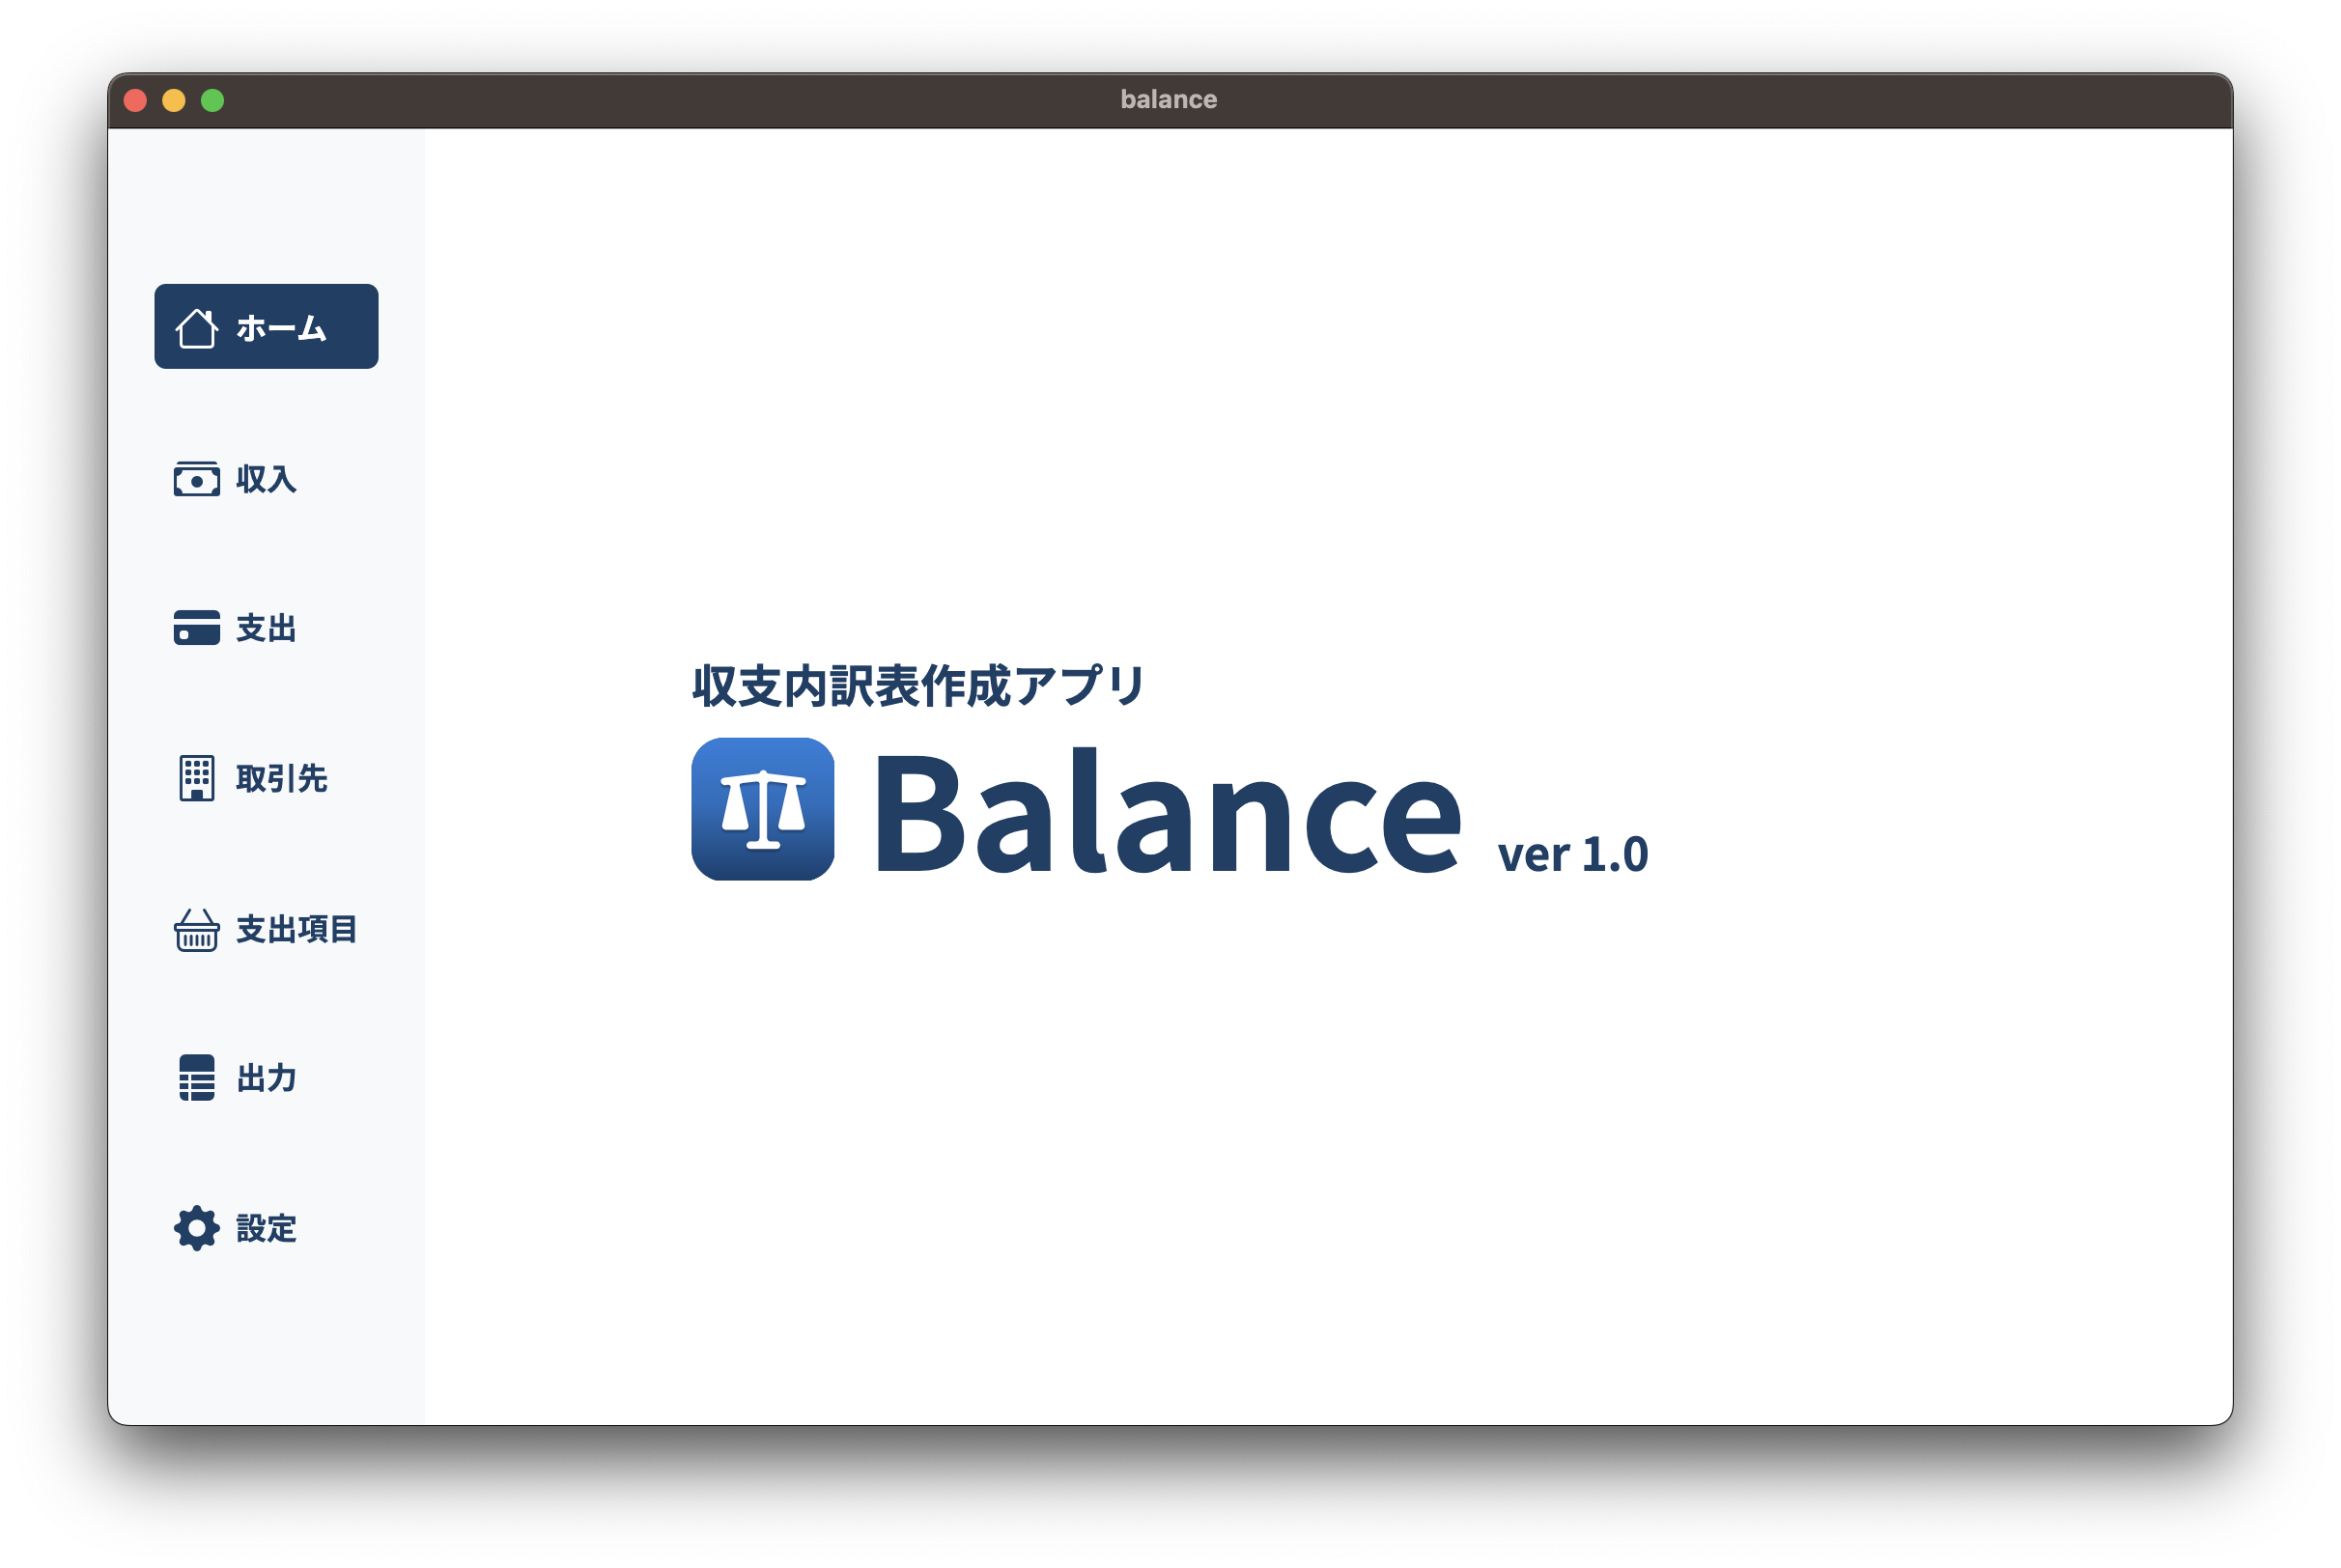 balance
ホーム
収入
支出
取引先
支出項目
出力
設定
収支内訳表作成アプリ
Balance ver 1.0